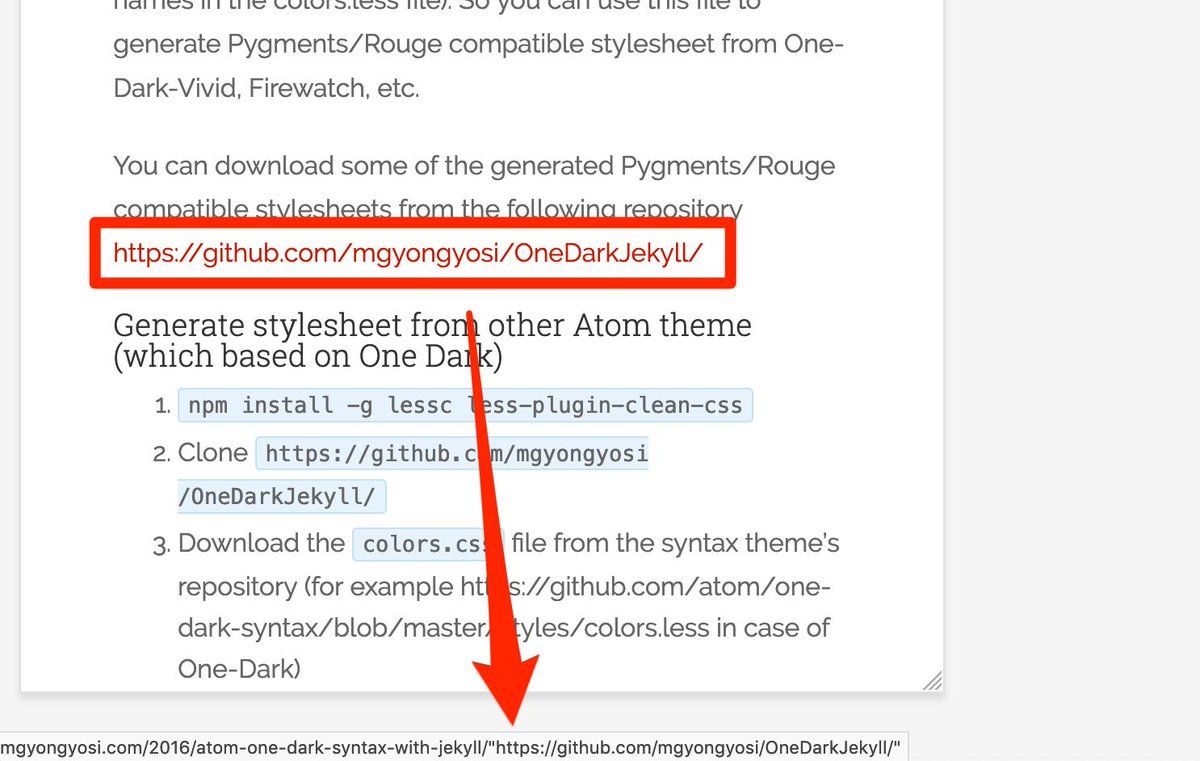 names in the colors.less file). So you can use this file to
generate Pygments/Rouge compatible stylesheet from One-
Dark-Vivid, Firewatch, etc.
You can download some of the generated Pygments/Rouge
compatible stylesheets from the following repository
https://github.com/mgyongyosi/OneDarkJekyll/
Generate stylesheet from other Atom theme
(which based on One Dark)
1. npm install -g lessc less-plugin-clean-css
2. Clone https://github.com/mgyongyosi
/OneDarkJekyll/
3. Download the colors.css file from the syntax theme's
repository (for example https://github.com/atom/one-
dark-syntax/blob/master/styles/colors.less in case of
One-Dark)
mgyongyosi.com/2016/atom-one-dark-syntax-with-jekyll/"https://github.com/mgyongyosi/OneDarkJekyll/"